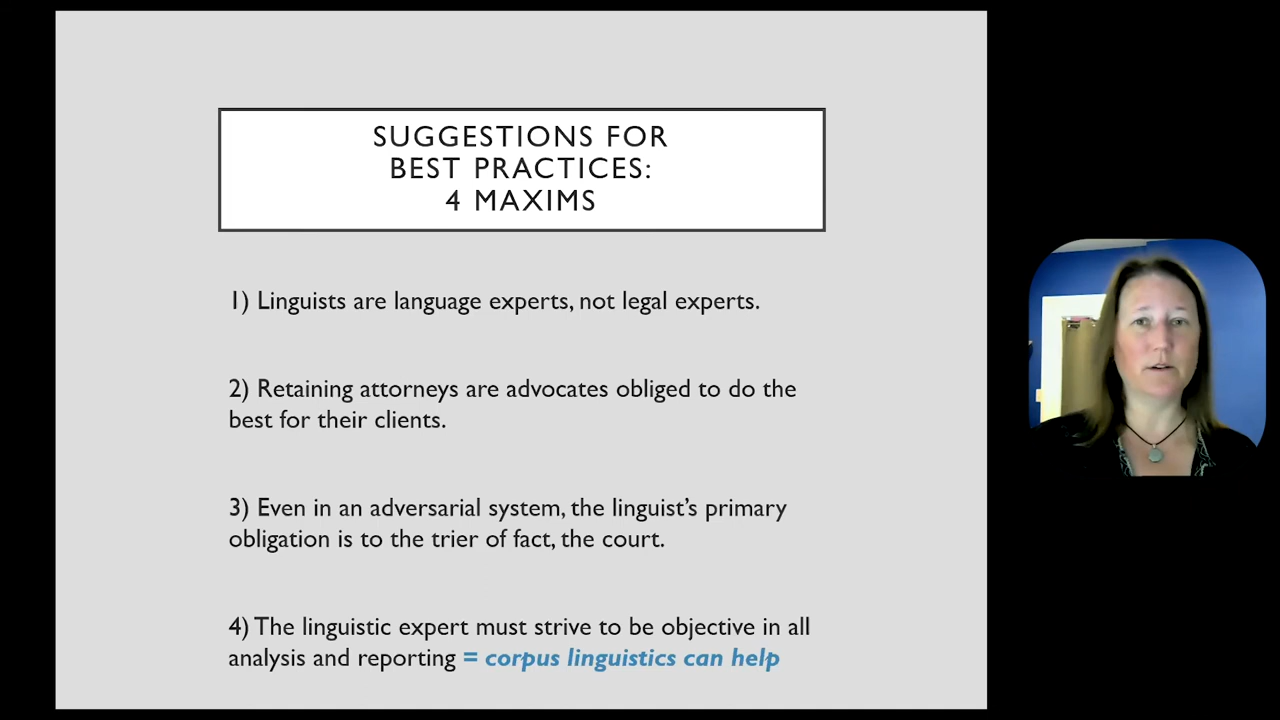 SUGGESTIONS FOR
BEST PRACTICES:
4 MAXIMS
1) Linguists are language experts, not legal experts.
2) Retaining attorneys are advocates obliged to do the
best for their clients.
3) Even in an adversarial system, the linguist’s primary
obligation is to the trier of fact, the court.
4) The linguistic expert must strive to be objective in all
analysis and reporting = corpus linguistics can help